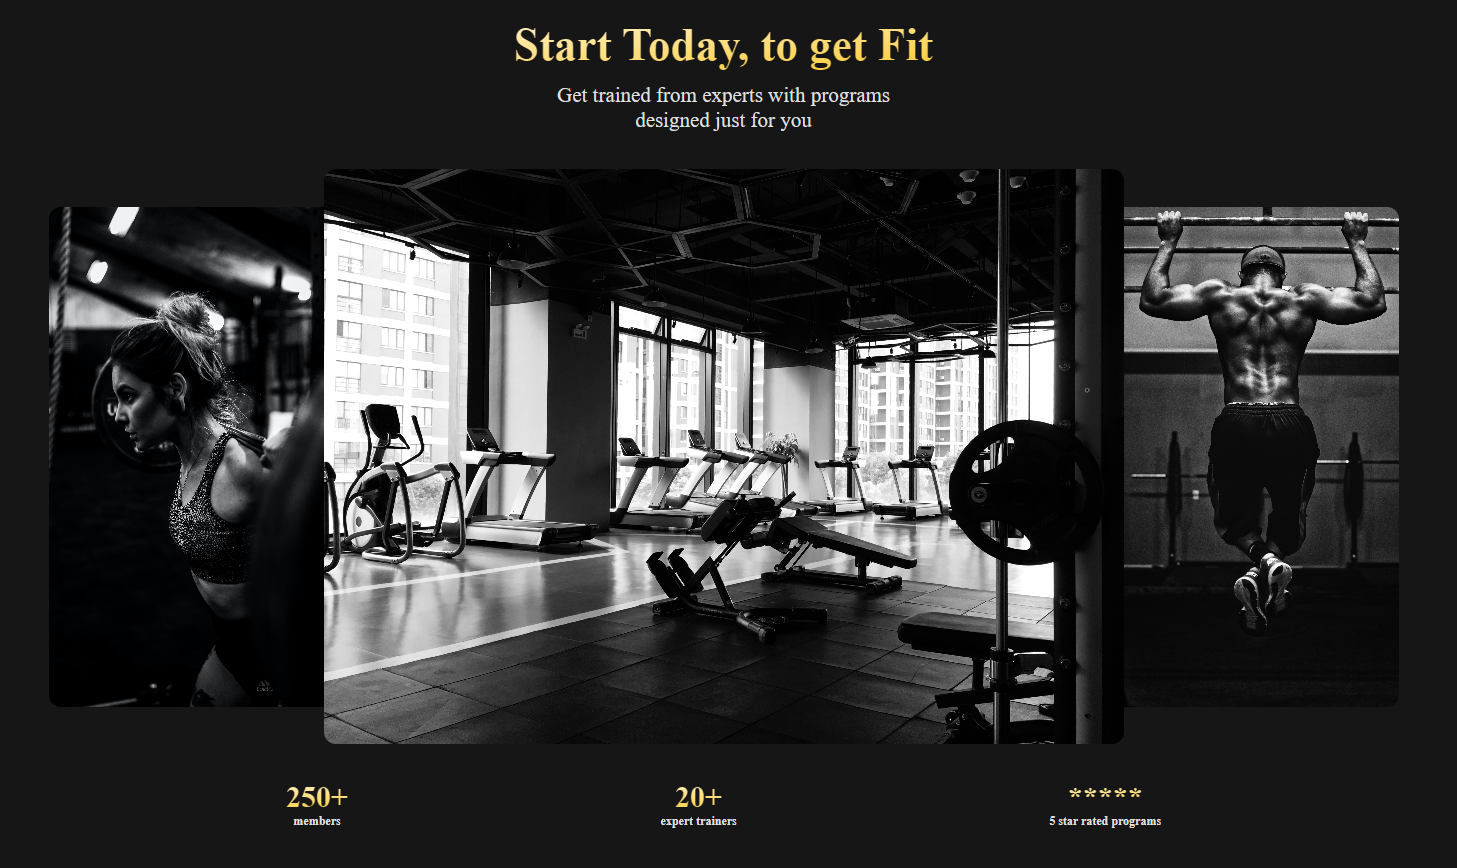 Start Today, to get Fit
Get trained from experts with programs
designed just for you
250+
20+
*****
members
expert trainers
5 star rated programs